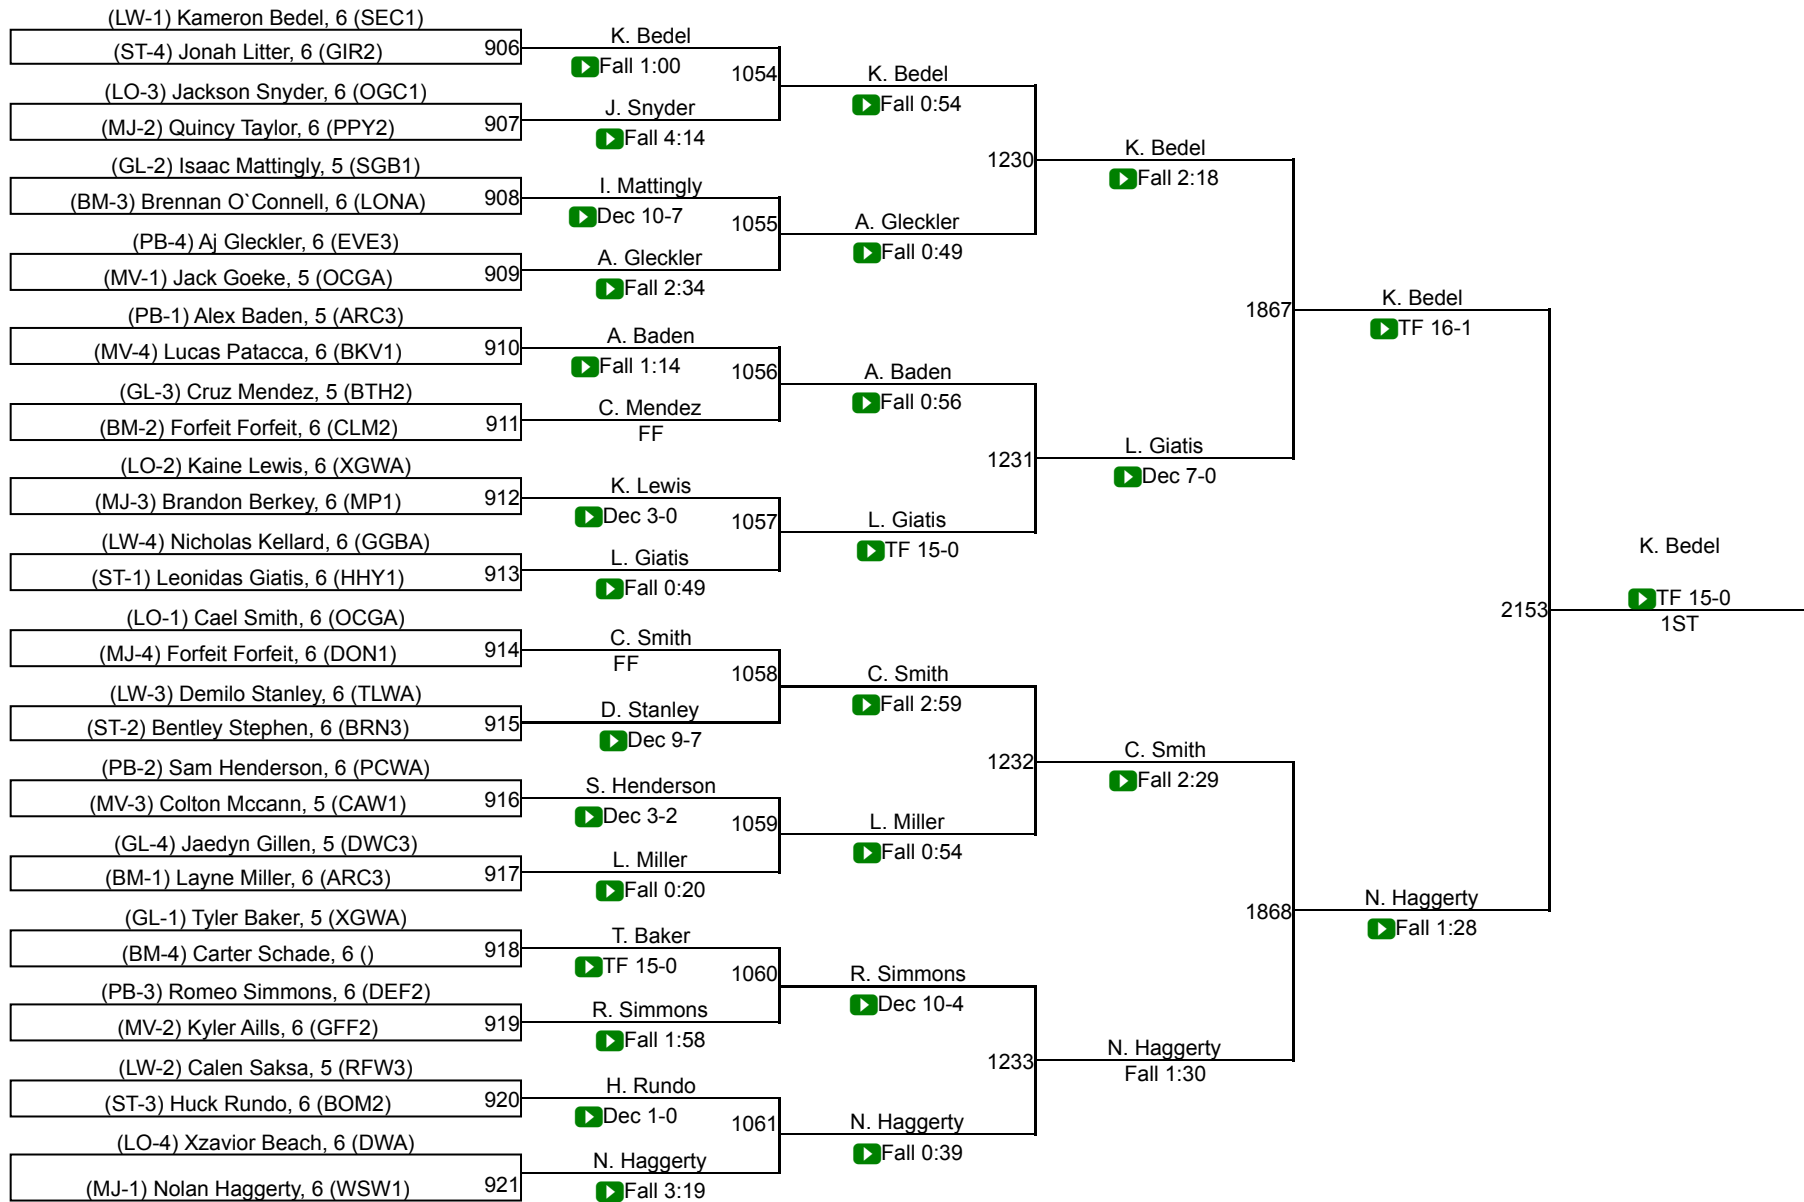 (LW-1) Kameron Bedel, 6 (SEC1)
(ST-4) Jonah Litter, 6 (GIR2)
906
(LO-3) Jackson Snyder, 6 (OGC1)
(MJ-2) Quincy Taylor, 6 (PPY2)
907
(GL-2) Isaac Mattingly, 5 (SGB1)
(BM-3) Brennan O`Connell, 6 (LONA)
908
(PB-4) Aj Gleckler, 6 (EVE3)
(MV-1) Jack Goeke, 5 (OCGA)
909
(PB-1) Alex Baden, 5 (ARC3)
(MV-4) Lucas Patacca, 6 (BKV1)
910
(GL-3) Cruz Mendez, 5 (BTH2)
(BM-2) Forfeit Forfeit, 6 (CLM2)
911
(LO-2) Kaine Lewis, 6 (XGWA)
(MJ-3) Brandon Berkey, 6 (MP1)
912
(LW-4) Nicholas Kellard, 6 (GGBA)
(ST-1) Leonidas Giatis, 6 (HHY1)
913
(LO-1) Cael Smith, 6 (OCGA)
(MJ-4) Forfeit Forfeit, 6 (DON1)
914
(LW-3) Demilo Stanley, 6 (TLWA)
(ST-2) Bentley Stephen, 6 (BRN3)
915
(PB-2) Sam Henderson, 6 (PCWA)
(MV-3) Colton Mccann, 5 (CAW1)
916
(GL-4) Jaedyn Gillen, 5 (DWC3)
(BM-1) Layne Miller, 6 (ARC3)
917
(GL-1) Tyler Baker, 5 (XGWA)
(BM-4) Carter Schade, 6 ()
918
(PB-3) Romeo Simmons, 6 (DEF2)
(MV-2) Kyler Aills, 6 (GFF2)
919
(LW-2) Calen Saksa, 5 (RFW3)
(ST-3) Huck Rundo, 6 (BOM2)
920
(LO-4) Xzavior Beach, 6 (DWA)
(MJ-1) Nolan Haggerty, 6 (WSW1)
921
K. Bedel
Fall 1:00
1054
J. Snyder
Fall 4:14
I. Mattingly
Dec 10-7
1055
A. Gleckler
Fall 2:34
A. Baden
Fall 1:14
1056
C. Mendez
FF
K. Lewis
Dec 3-0
1057
L. Giatis
Fall 0:49
C. Smith
FF
1058
D. Stanley
Dec 9-7
S. Henderson
Dec 3-2
1059
L. Miller
Fall 0:20
T. Baker
TF 15-0
1060
R. Simmons
Fall 1:58
H. Rundo
Dec 1-0
1061
N. Haggerty
Fall 3:19
K. Bedel
Fall 0:54
1230
A. Gleckler
Fall 0:49
A. Baden
Fall 0:56
1231
L. Giatis
TF 15-0
C. Smith
Fall 2:59
1232
L. Miller
Fall 0:54
R. Simmons
Dec 10-4
1233
N. Haggerty
Fall 0:39
K. Bedel
Fall 2:18
1867
L. Giatis
Dec 7-0
C. Smith
Fall 2:29
1868
N. Haggerty
Fall 1:30
K. Bedel
TF 16-1
2153
N. Haggerty
Fall 1:28
K. Bedel
TF 15-0
1ST